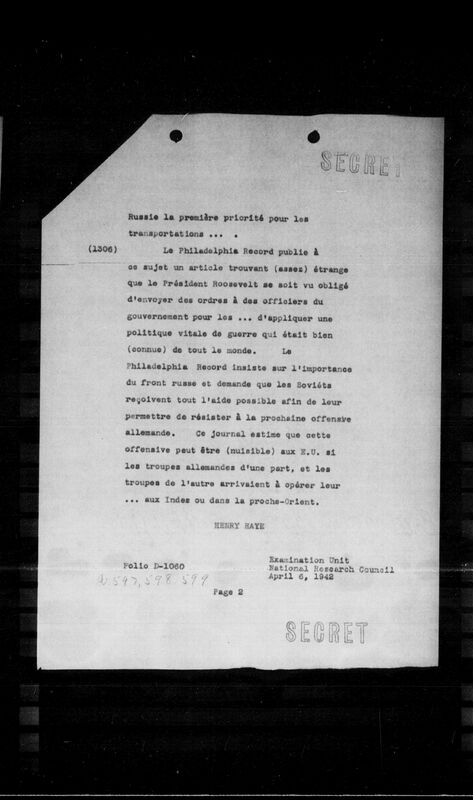 SECRET
Russie la première priorité pour les
transportations ... .
(1306) Le Philadelphia Record publie à
ce sujet un article trouvant (assez) étrange
que le Président Roosevelt se soit vu obligé
d'envoyer des ordres à des officiers du
gouvernement pour les ... d'appliquer une
politique vitale de guerre qui était bien
(connue) de tout le monde. Le
Philadelphia Record insiste sur l'importance
du front russe et demande que les Soviéts
reçoivent tout l'aide possible afin de leur
permettre de résister à la prochaine offensive
allemande. Ce journal estime que cette
offensive peut être (nuisible) aux E.U. si
les troupes allemandes d'une part, et les
troupes de l'autre arrivaient à opérer leur
... aux Indes ou dans la proche-Orient.
HENRY HAYE
Folio D-1060
597, 598 599
Examination Unit
National Research Council
April 6, 1942
Page 2
SECRET